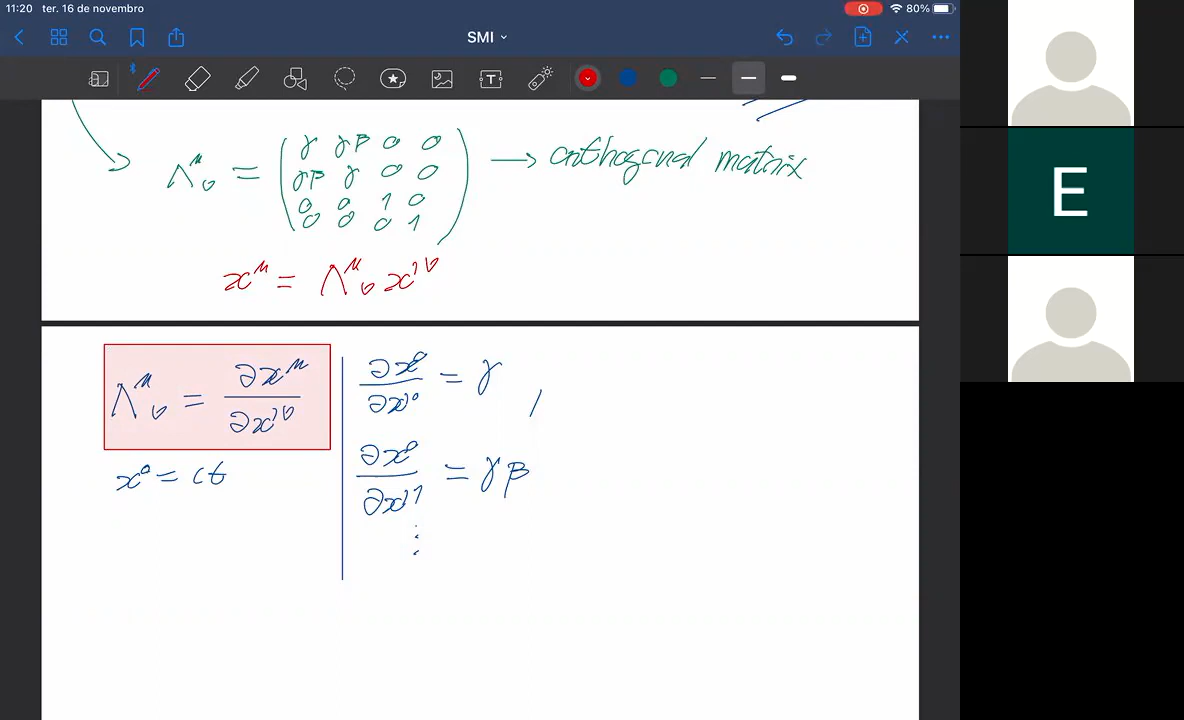 11:20 ter. 16 de novembro 80%
SMI
T
Λ^μ_ν = ( γ γβ 0 0 → orthogonal matrix
γβ γ 0 0
0 0 1 0
0 0 0 1 )
x^μ = Λ^μ_ν x'^ν
Λ^μ_ν = ∂x^μ / ∂x'^ν
x^0 = ct
∂x^0 / ∂x'^0 = γ ,
∂x^0 / ∂x'^1 = γβ
⋮
E